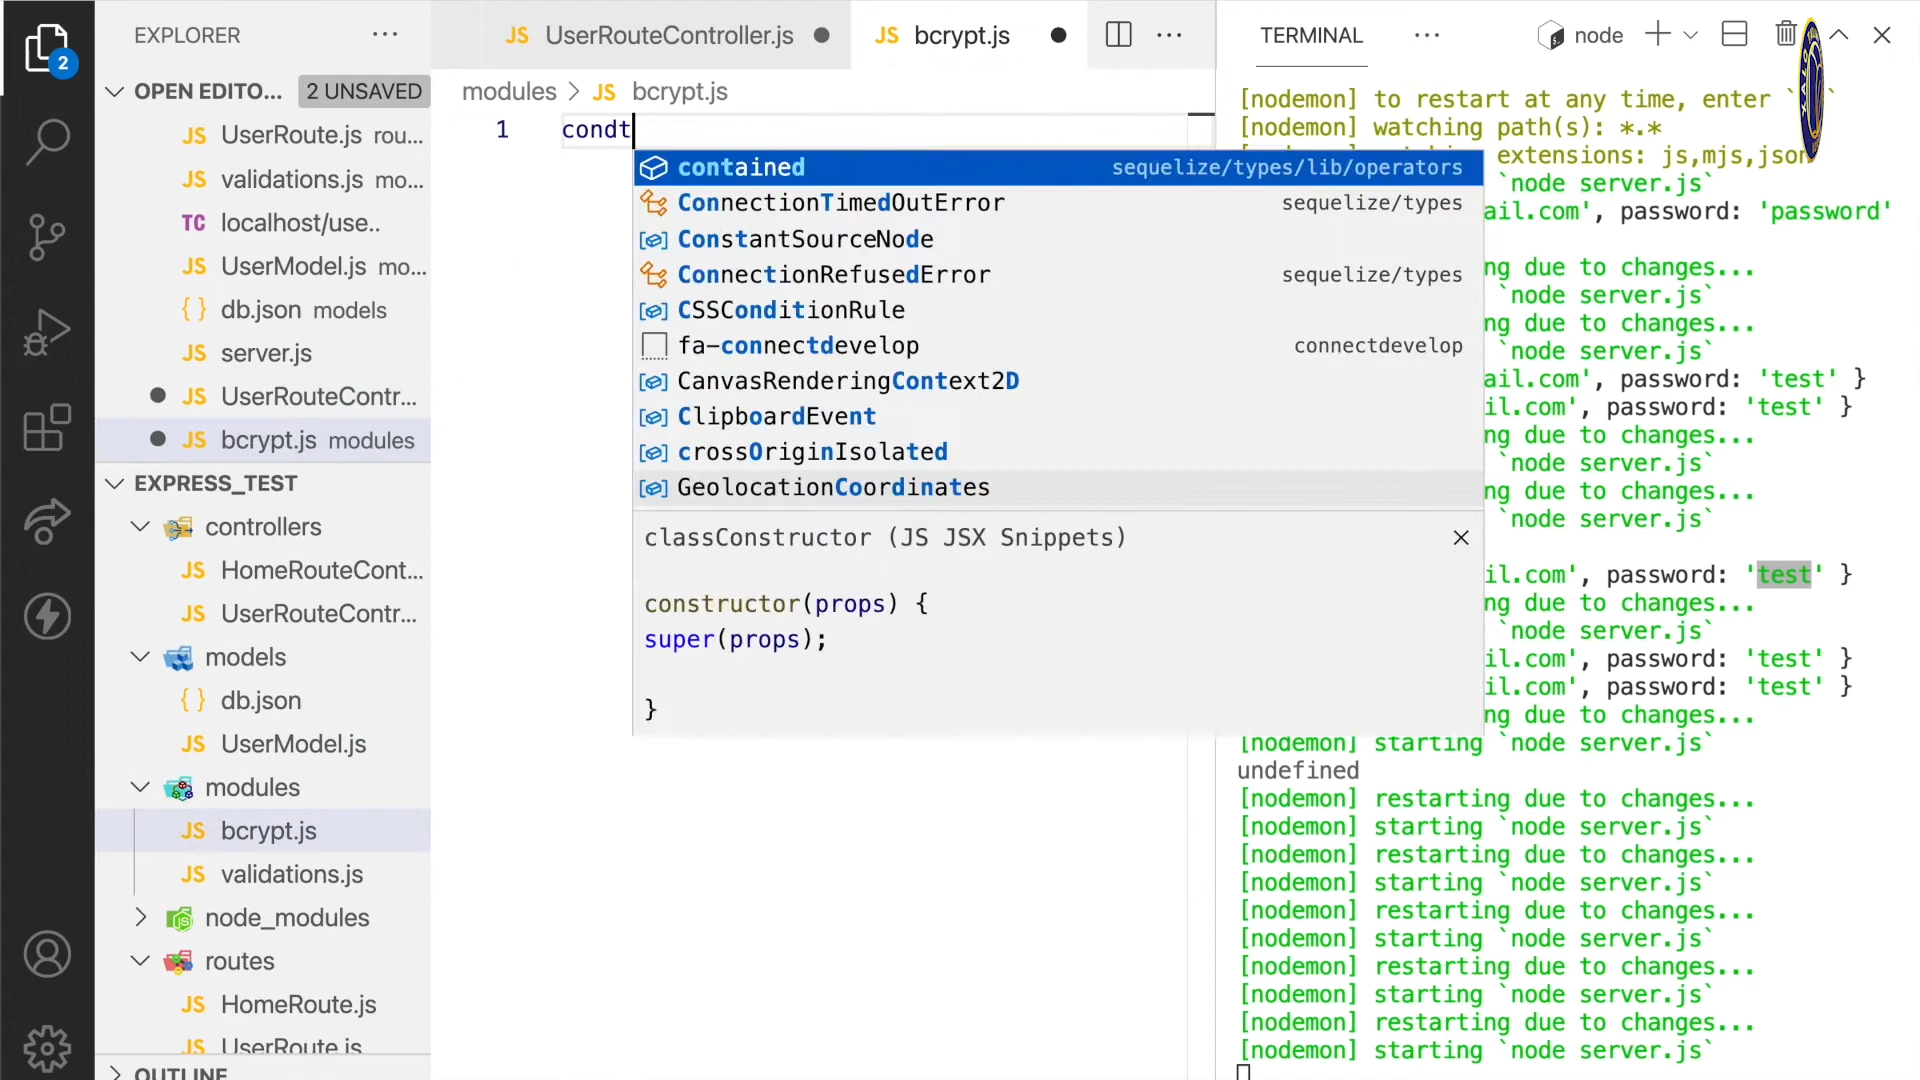 2
EXPLORER
OPEN EDITO... 2 UNSAVED
JS UserRoute.js rou...
JS validations.js mo...
TC localhost/use..
JS UserModel.js mo...
{ } db.json models
JS server.js
JS UserRouteContr...
JS bcrypt.js modules
EXPRESS_TEST
controllers
JS HomeRouteCont...
JS UserRouteContr...
models
{ } db.json
JS UserModel.js
modules
JS bcrypt.js
JS validations.js
node_modules
routes
JS HomeRoute.js
JS UserRoute.js
OUTLINE
JS UserRouteController.js
JS bcrypt.js
modules > JS bcrypt.js
1 condt
contained sequelize/types/lib/operators
ConnectionTimedOutError sequelize/types
ConstantSourceNode
ConnectionRefusedError sequelize/types
CSSConditionRule
fa-connectdevelop connectdevelop
CanvasRenderingContext2D
ClipboardEvent
crossOriginIsolated
GeolocationCoordinates
classConstructor (JS JSX Snippets)
constructor(props) {
super(props);
}
TERMINAL node
XALO
[nodemon] to restart at any time, enter `
[nodemon] watching path(s): *.*
extensions: js,mjs,json
`node server.js`
ail.com', password: 'password'
ng due to changes...
`node server.js`
ng due to changes...
`node server.js`
ail.com', password: 'test' }
il.com', password: 'test' }
ng due to changes...
`node server.js`
ng due to changes...
`node server.js`
il.com', password: 'test' }
ng due to changes...
`node server.js`
il.com', password: 'test' }
il.com', password: 'test' }
ng due to changes...
[nodemon] starting `node server.js`
undefined
[nodemon] restarting due to changes...
[nodemon] starting `node server.js`
[nodemon] restarting due to changes...
[nodemon] starting `node server.js`
[nodemon] restarting due to changes...
[nodemon] starting `node server.js`
[nodemon] restarting due to changes...
[nodemon] starting `node server.js`
[nodemon] restarting due to changes...
[nodemon] starting `node server.js`